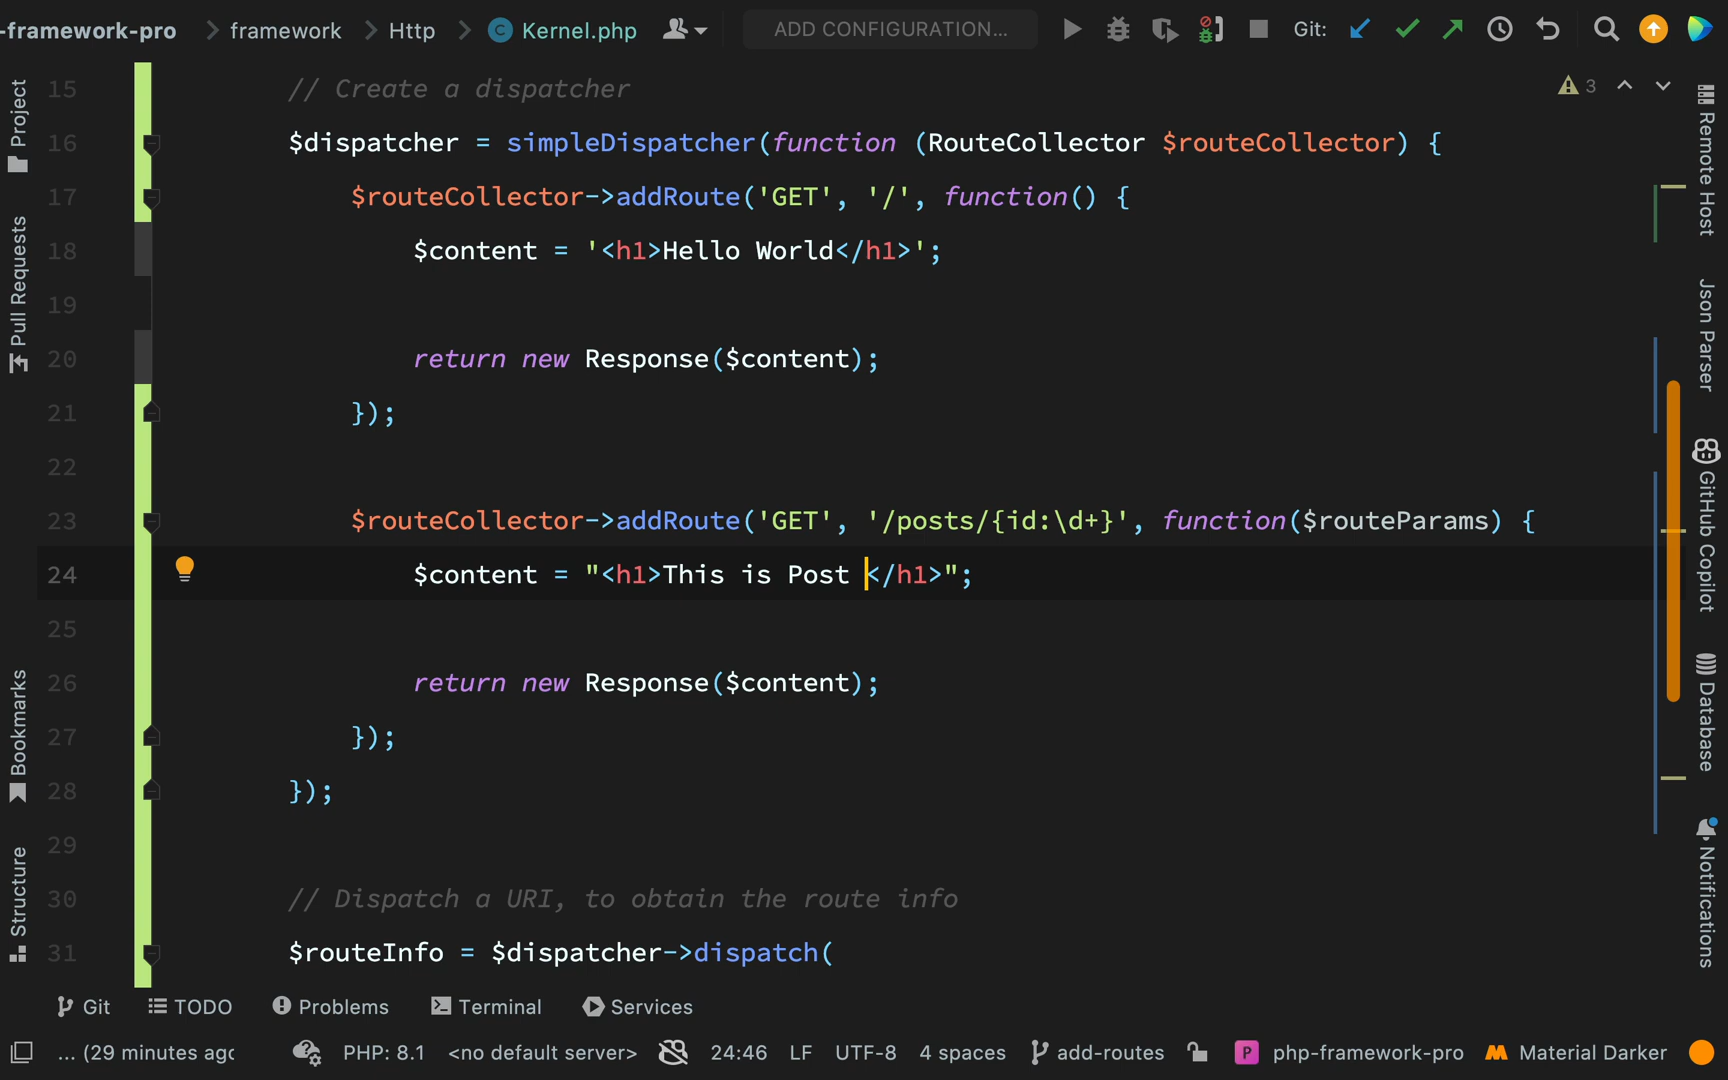 -framework-pro
framework
Http
Kernel.php
ADD CONFIGURATION...
Git:
Project
Pull Requests
Bookmarks
Structure
15 // Create a dispatcher
16 $dispatcher = simpleDispatcher(function (RouteCollector $routeCollector) {
17 $routeCollector->addRoute('GET', '/', function() {
18 $content = '<h1>Hello World</h1>';
19
20 return new Response($content);
21 });
22
23 $routeCollector->addRoute('GET', '/posts/{id:\d+}', function($routeParams) {
24 $content = "<h1>This is Post </h1>";
25
26 return new Response($content);
27 });
28 });
29
30 // Dispatch a URI, to obtain the route info
31 $routeInfo = $dispatcher->dispatch(
3
Remote Host
Json Parser
GitHub Copilot
Database
Notifications
Git
TODO
Problems
Terminal
Services
... (29 minutes ago
PHP: 8.1
<no default server>
24:46
LF
UTF-8
4 spaces
add-routes
P
php-framework-pro
Material Darker